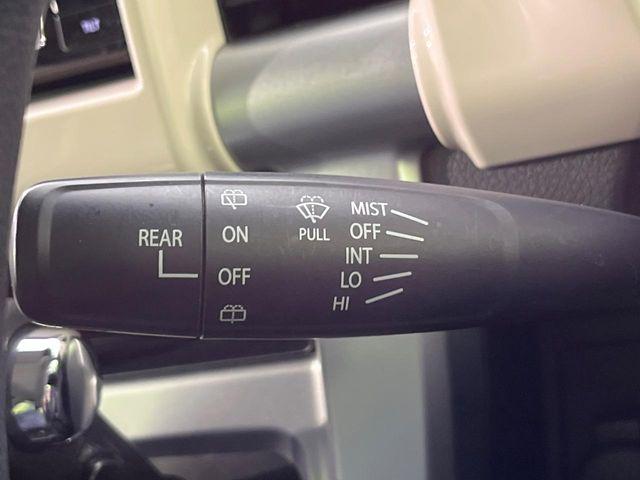 REAR
ON
OFF
PULL
MIST
OFF
INT
LO
HI